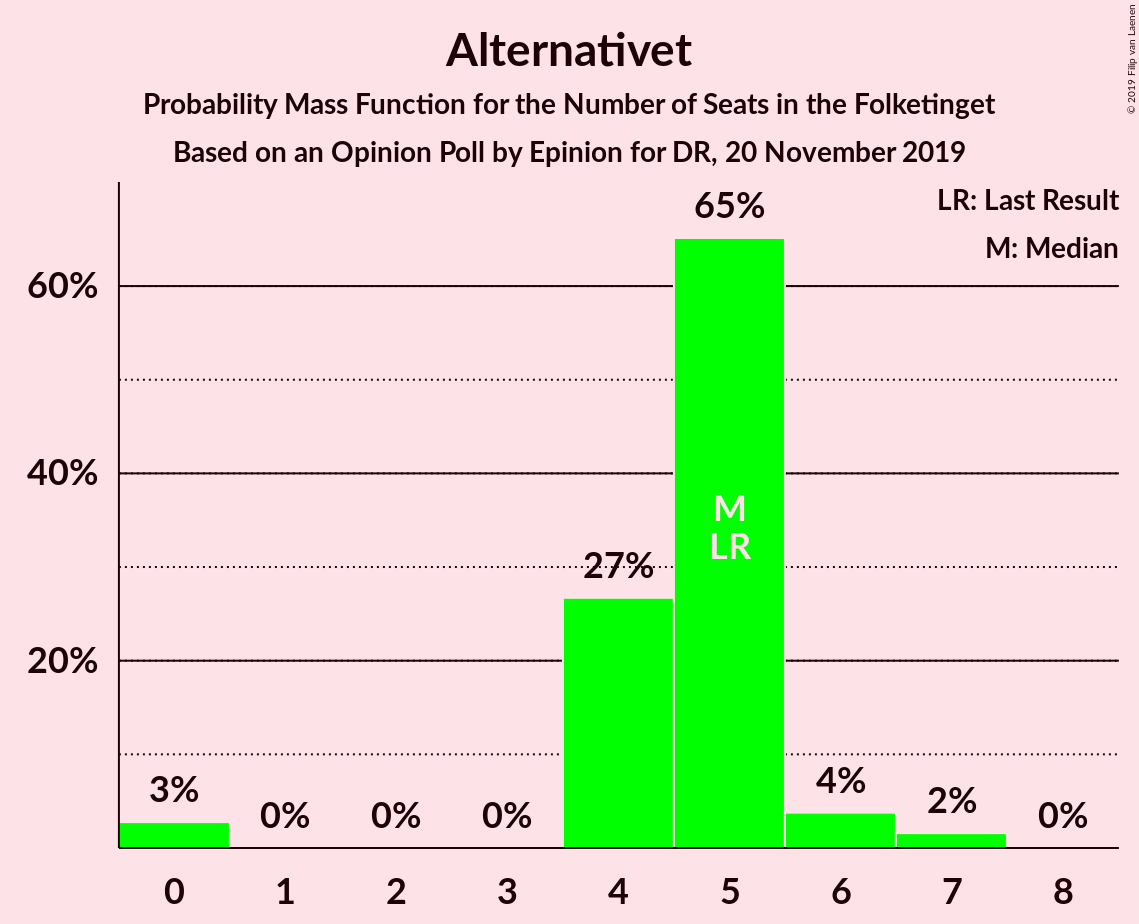 Alternativet
Probability Mass Function for the Number of Seats in the Folketinget
Based on an Opinion Poll by Epinion for DR, 20 November 2019
© 2019 Filip van Laenen
LR: Last Result
M: Median
60%
40%
20%
3%
0%
0%
0%
27%
65%
4%
2%
0%
M
LR
0 1 2 3 4 5 6 7 8